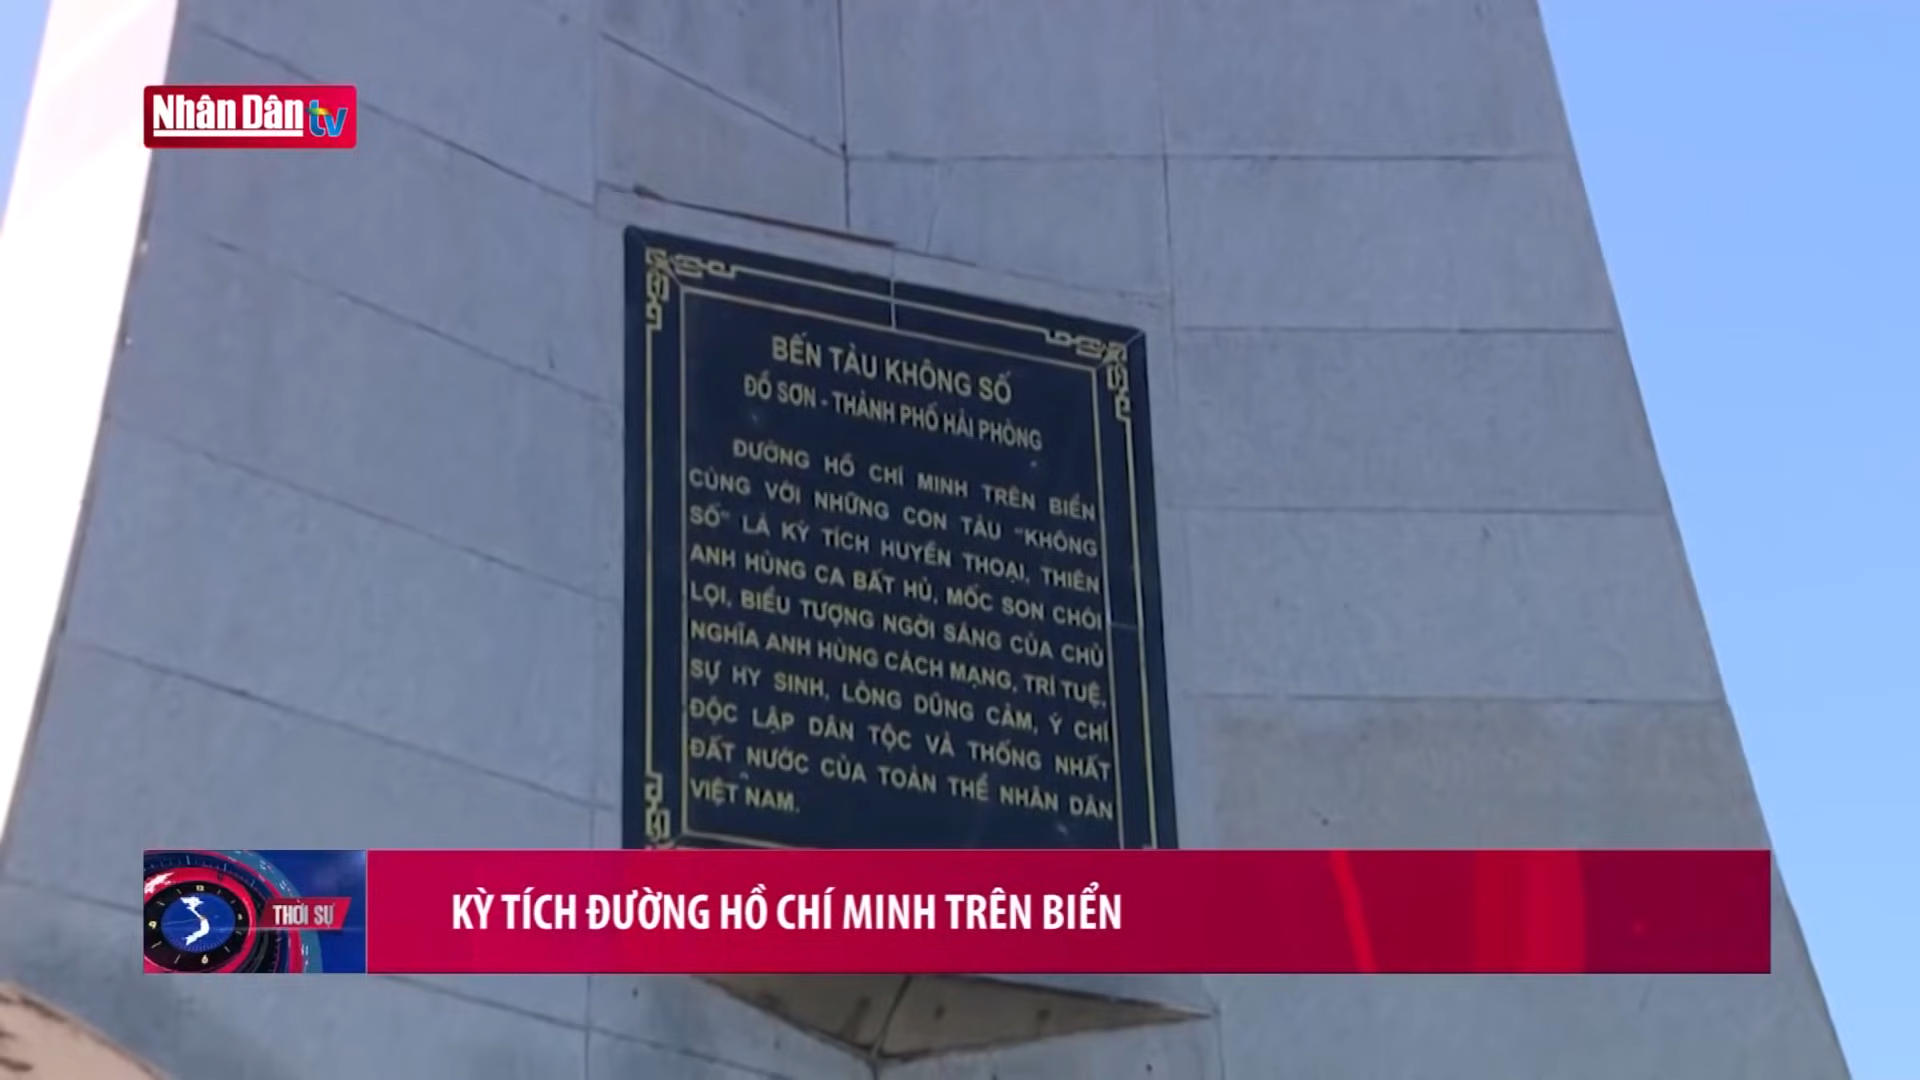 Nhân Dân tv
BẾN TÀU KHÔNG SỐ
ĐỒ SƠN - THÀNH PHỐ HẢI PHÒNG
ĐƯỜNG HỒ CHÍ MINH TRÊN BIỂN
CÙNG VỚI NHỮNG CON TÀU "KHÔNG
SỐ" LÀ KỲ TÍCH HUYỀN THOẠI, THIÊN
ANH HÙNG CA BẤT HỦ, MỐC SON CHÓI
LỌI, BIỂU TƯỢNG NGỜI SÁNG CỦA CHỦ
NGHĨA ANH HÙNG CÁCH MẠNG, TRÍ TUỆ,
SỰ HY SINH, LÒNG DŨNG CẢM, Ý CHÍ
ĐỘC LẬP DÂN TỘC VÀ THỐNG NHẤT
ĐẤT NƯỚC CỦA TOÀN THỂ NHÂN DÂN
VIỆT NAM.
12
9
6
THỜI SỰ
KỲ TÍCH ĐƯỜNG HỒ CHÍ MINH TRÊN BIỂN